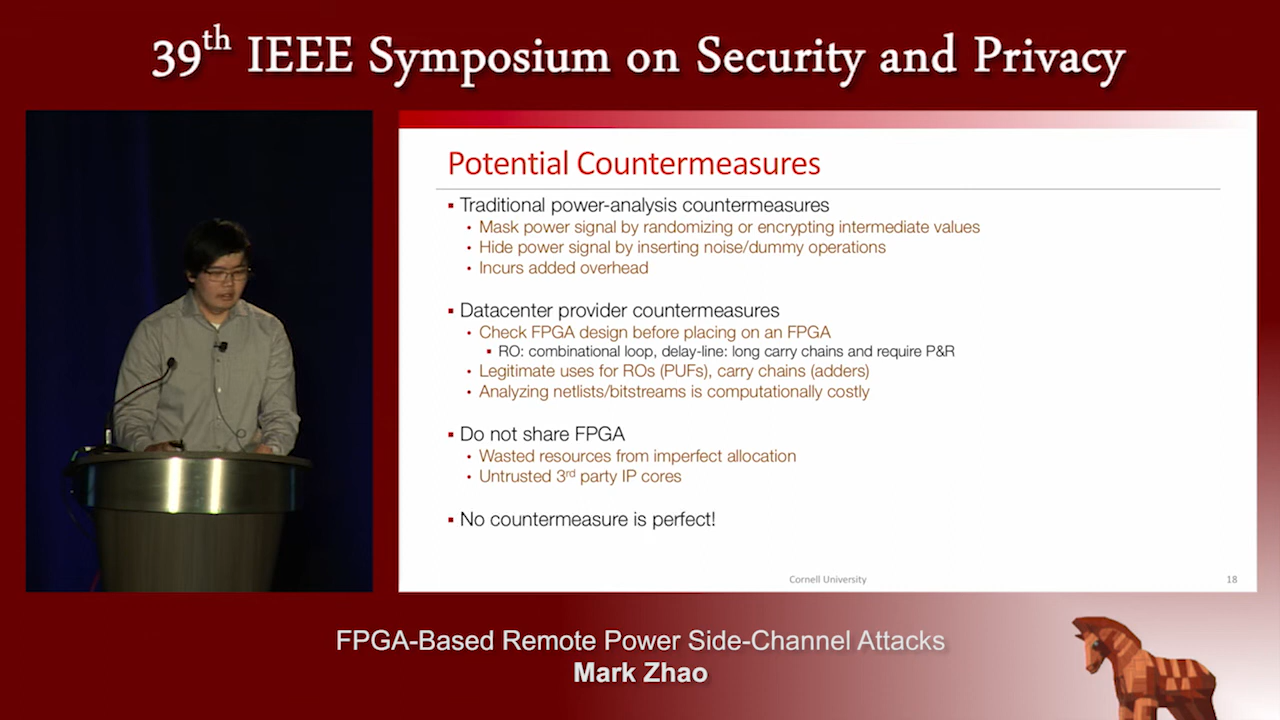 39th IEEE Symposium on Security and Privacy
Potential Countermeasures
▪ Traditional power-analysis countermeasures
• Mask power signal by randomizing or encrypting intermediate values
• Hide power signal by inserting noise/dummy operations
• Incurs added overhead
▪ Datacenter provider countermeasures
• Check FPGA design before placing on an FPGA
▪ RO: combinational loop, delay-line: long carry chains and require P&R
• Legitimate uses for ROs (PUFs), carry chains (adders)
• Analyzing netlists/bitstreams is computationally costly
▪ Do not share FPGA
• Wasted resources from imperfect allocation
• Untrusted 3rd party IP cores
▪ No countermeasure is perfect!
Cornell University
18
FPGA-Based Remote Power Side-Channel Attacks
Mark Zhao